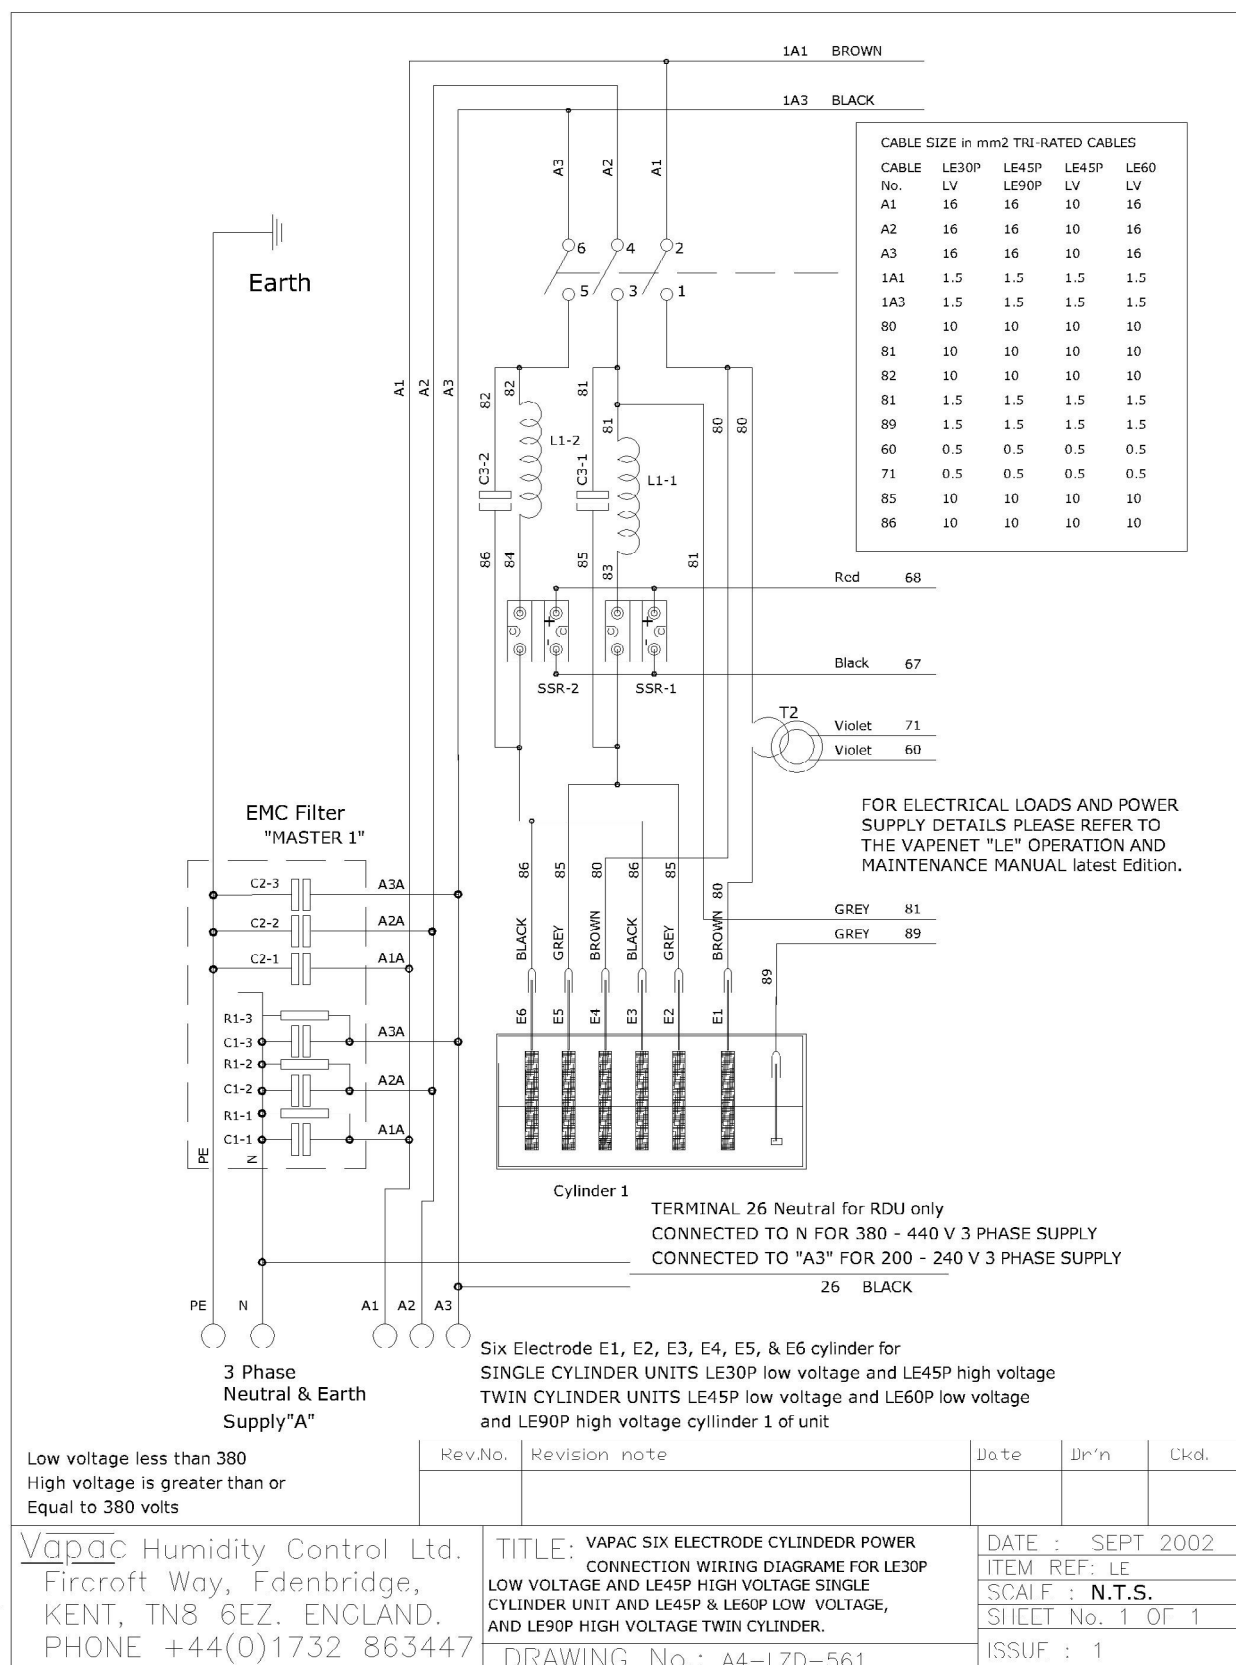 1A1 BROWN
1A3 BLACK
CABLE SIZE in mm2 TRI-RATED CABLES
CABLE LE30P LE45P LE45P LE60
No. LV LE90P LV LV
A1 16 16 10 16
A2 16 16 10 16
A3 16 16 10 16
1A1 1.5 1.5 1.5 1.5
1A3 1.5 1.5 1.5 1.5
80 10 10 10 10
81 10 10 10 10
82 10 10 10 10
81 1.5 1.5 1.5 1.5
89 1.5 1.5 1.5 1.5
60 0.5 0.5 0.5 0.5
71 0.5 0.5 0.5 0.5
85 10 10 10 10
86 10 10 10 10
A3 A2 A1
6 4 2
5 3 1
Earth
A1 A2 A3
82 82 81 81 80 80
C3-2 L1-2 C3-1 L1-1
86 84 85 83 81
Red 68
C + C C + C
- -
Black 67
SSR-2 SSR-1
T2
Violet 71
Violet 60
FOR ELECTRICAL LOADS AND POWER
SUPPLY DETAILS PLEASE REFER TO
THE VAPENET "LE" OPERATION AND
MAINTENANCE MANUAL latest Edition.
EMC Filter
"MASTER 1"
C2-3 A3A
C2-2 A2A
C2-1 A1A
R1-3
C1-3 A3A
R1-2
C1-2 A2A
R1-1
C1-1 A1A
PE N
86 85 80 86 85 80
BLACK GREY BROWN BLACK GREY BROWN
GREY 81
GREY 89
89
E6 E5 E4 E3 E2 E1
Cylinder 1
TERMINAL 26 Neutral for RDU only
CONNECTED TO N FOR 380 - 440 V 3 PHASE SUPPLY
CONNECTED TO "A3" FOR 200 - 240 V 3 PHASE SUPPLY
26 BLACK
PE N A1 A2 A3
3 Phase
Neutral & Earth
Supply"A"
Six Electrode E1, E2, E3, E4, E5, & E6 cylinder for
SINGLE CYLINDER UNITS LE30P low voltage and LE45P high voltage
TWIN CYLINDER UNITS LE45P low voltage and LE60P low voltage
and LE90P high voltage cyllinder 1 of unit
Low voltage less than 380
High voltage is greater than or
Equal to 380 volts
Rev.No. Revision note Date Dr'n Ckd.
Vapac Humidity Control Ltd.
Fircroft Way, Edenbridge,
KENT, TN8 6EZ. ENGLAND.
PHONE +44(0)1732 863447
TITLE: VAPAC SIX ELECTRODE CYLINDEDR POWER
CONNECTION WIRING DIAGRAME FOR LE30P
LOW VOLTAGE AND LE45P HIGH VOLTAGE SINGLE
CYLINDER UNIT AND LE45P & LE60P LOW VOLTAGE,
AND LE90P HIGH VOLTAGE TWIN CYLINDER.
DRAWING No.: A4-LZD-561
DATE : SEPT 2002
ITEM REF: LE
SCALE : N.T.S.
SHEET No. 1 OF 1
ISSUE : 1